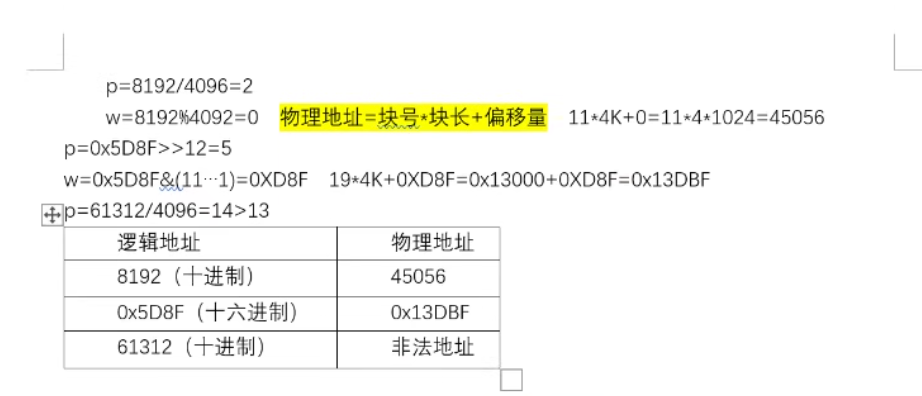 p=8192/4096=2
w=8192%4092=0 物理地址=块号*块长+偏移量 11*4K+0=11*4*1024=45056
p=0x5D8F>>12=5
w=0x5D8F&(11…1)=0XD8F 19*4K+0XD8F=0x13000+0XD8F=0x13DBF
p=61312/4096=14>13
逻辑地址 物理地址
8192（十进制） 45056
0x5D8F（十六进制） 0x13DBF
61312（十进制） 非法地址